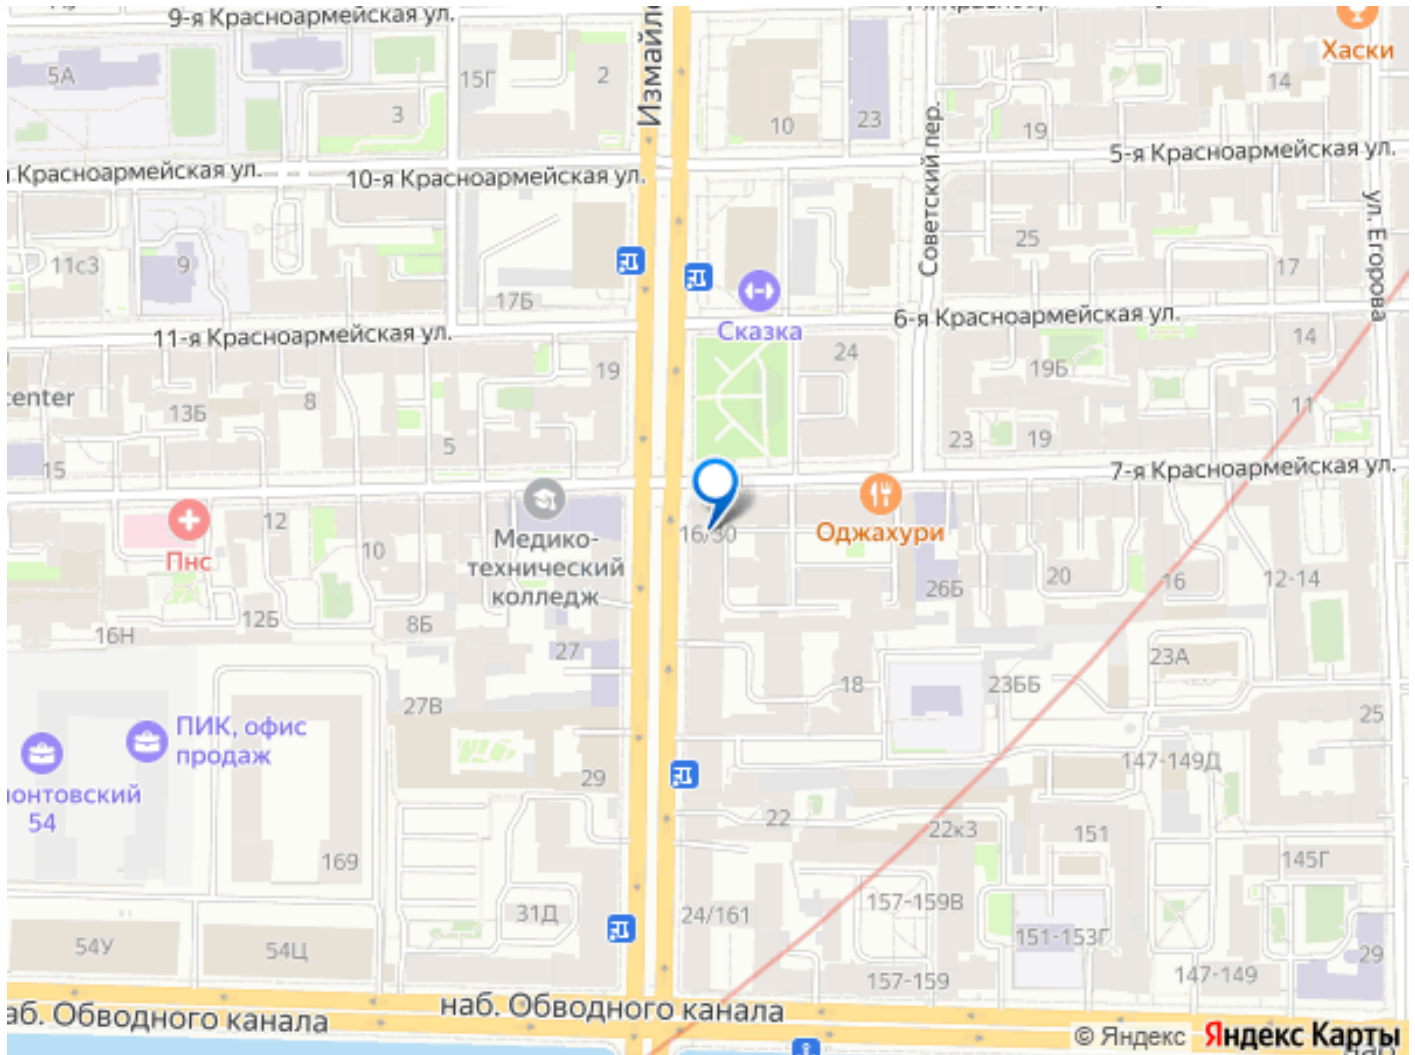 9-я Красноармейская ул.
Хаски
5А
15Г
2
14
3
10
23
19
Советский пер.
5-я Красноармейская ул.
Красноармейская ул.
10-я Красноармейская ул.
ул. Егорова
25
11с3
9
17
17Б
Сказка
6-я Красноармейская ул.
11-я Красноармейская ул.
24
14
19
19Б
center
13Б
8
11
5
23
19
15
7-я Красноармейская ул.
12
16/30
Оджахури
Пнс
10
Медико-
технический
колледж
20
16
12-14
26Б
12Б
8Б
16Н
27
23А
18
23ББ
27В
25
ПИК, офис
продаж
29
147-149Д
54
22
22к3
151
169
145Г
31Д
24/161
157-159В
151-153Г
54У
54Ц
29
157-159
147-149
наб. Обводного канала
наб. Обводного канала
© Яндекс Яндекс Карты